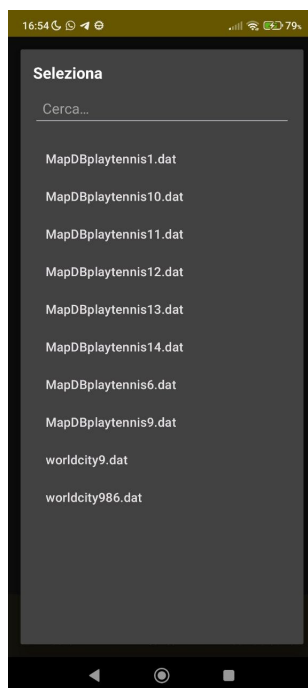 16:54
79%
Seleziona
Cerca...
MapDBplaytennis1.dat
MapDBplaytennis10.dat
MapDBplaytennis11.dat
MapDBplaytennis12.dat
MapDBplaytennis13.dat
MapDBplaytennis14.dat
MapDBplaytennis6.dat
MapDBplaytennis9.dat
worldcity9.dat
worldcity986.dat